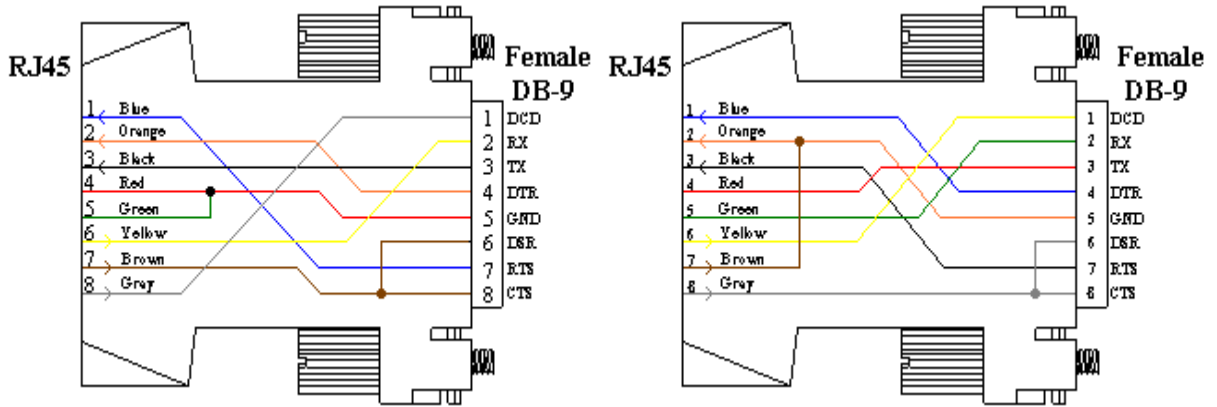 RJ45
Female
DB-9
1 Blue
2 Orange
3 Black
4 Red
5 Green
6 Yellow
7 Brown
8 Grey
1 DCD
2 RX
3 TX
4 DTR
5 GND
6 DSR
7 RTS
8 CTS
RJ45
Female
DB-9
1 Blue
2 Orange
3 Black
4 Red
5 Green
6 Yellow
7 Brown
8 Grey
1 DCD
2 RX
3 TX
4 DTR
5 GND
6 DSR
7 RTS
8 CTS